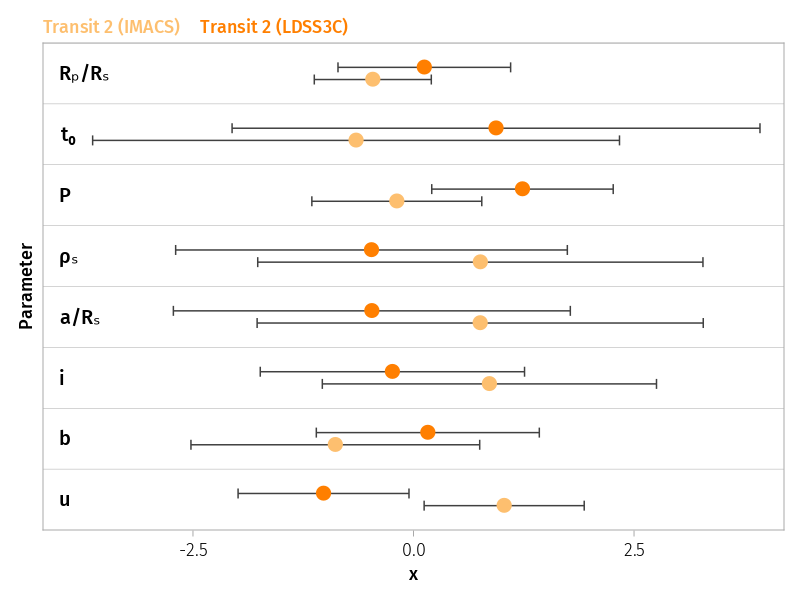 Transit 2 (IMACS) Transit 2 (LDSS3C)
Rₚ/Rₛ
t₀
P
ρₛ
a/Rₛ
i
b
u
Parameter
-2.5 0.0 2.5
x